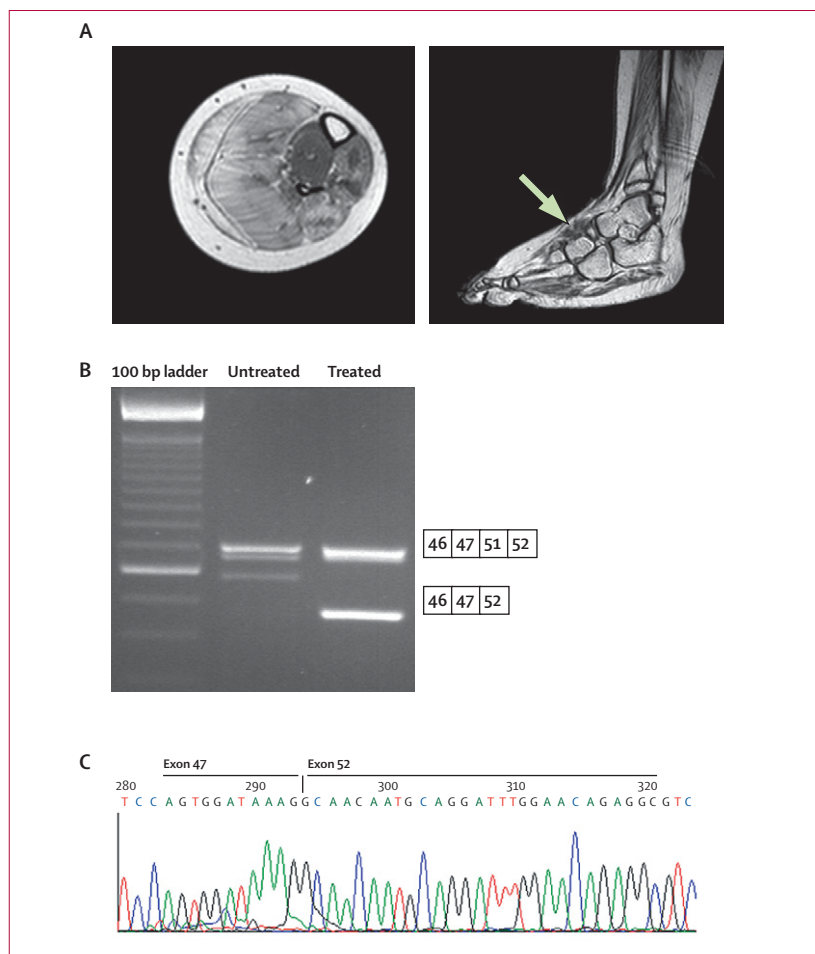 A
B
100 bp ladder Untreated Treated
46 47 51 52
46 47 52
C
Exon 47 Exon 52
280 290 300 310 320
T C C A G T G G A T A A A G G C A A C A A T G C A G G A T T T G G A A C A G A G G C G T C